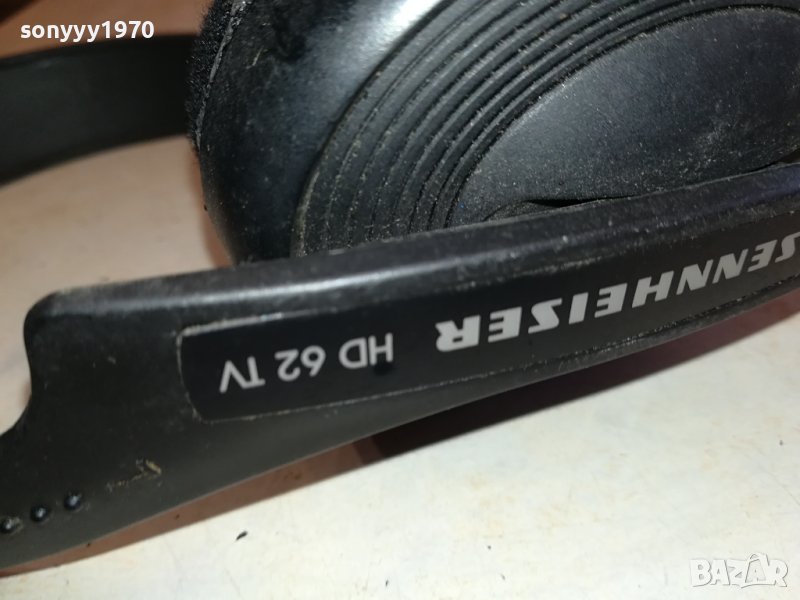 sonyyy1970
SENNHEISER HD 62 TV
BAZAR